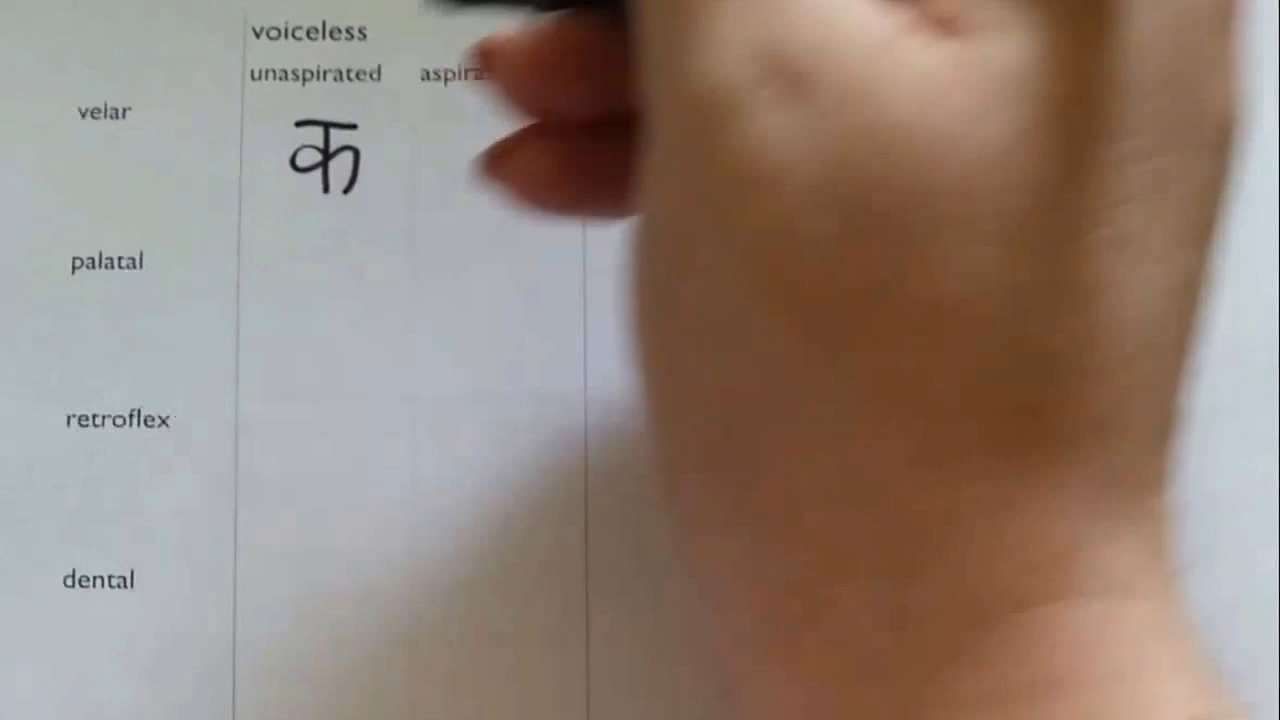 voiceless
unaspirated
velar
क
palatal
retroflex
dental